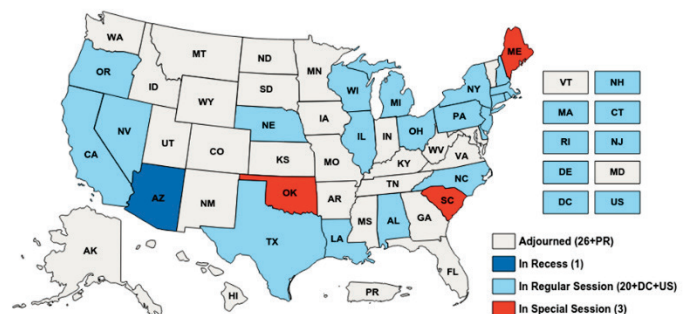 WA
MT
ND
MN
ME
OR
ID
SD
WI
NY
WY
MI
VT NH
NV
NE
IA
PA
MA CT
CA
UT
CO
IL
IN
OH
RI NJ
KS
MO
KY
WV
VA
DE MD
AZ
NM
OK
AR
TN
NC
DC US
SC
TX
LA
MS
AL
GA
AK
HI
PR
FL
Adjourned (26+PR)
In Recess (1)
In Regular Session (20+DC+US)
In Special Session (3)